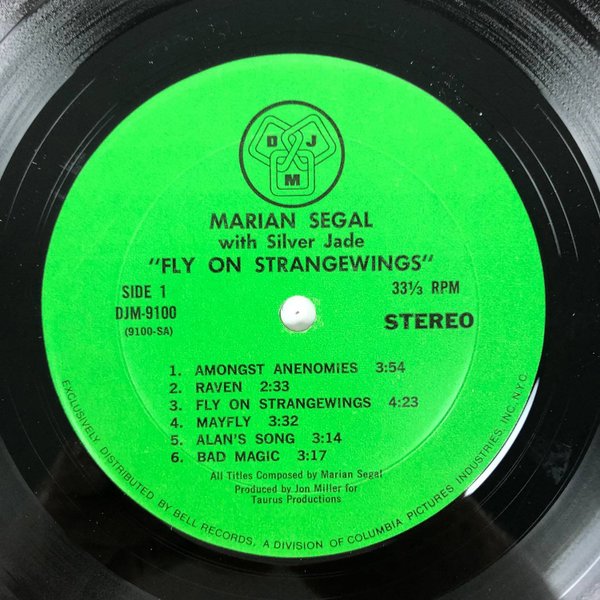 D J
M
MARIAN SEGAL
with Silver Jade
"FLY ON STRANGEWINGS"
SIDE 1
33⅓ RPM
DJM-9100
(9100-SA)
STEREO
1. AMONGST ANENOMIES 3:54
2. RAVEN 2:33
3. FLY ON STRANGEWINGS 4:23
4. MAYFLY 3:32
5. ALAN'S SONG 3:14
6. BAD MAGIC 3:17
All Titles Composed by Marian Segal
Produced by Jon Miller for
Taurus Productions
EXCLUSIVELY DISTRIBUTED BY BELL RECORDS, A DIVISION OF COLUMBIA PICTURES INDUSTRIES, INC. N.Y.C.